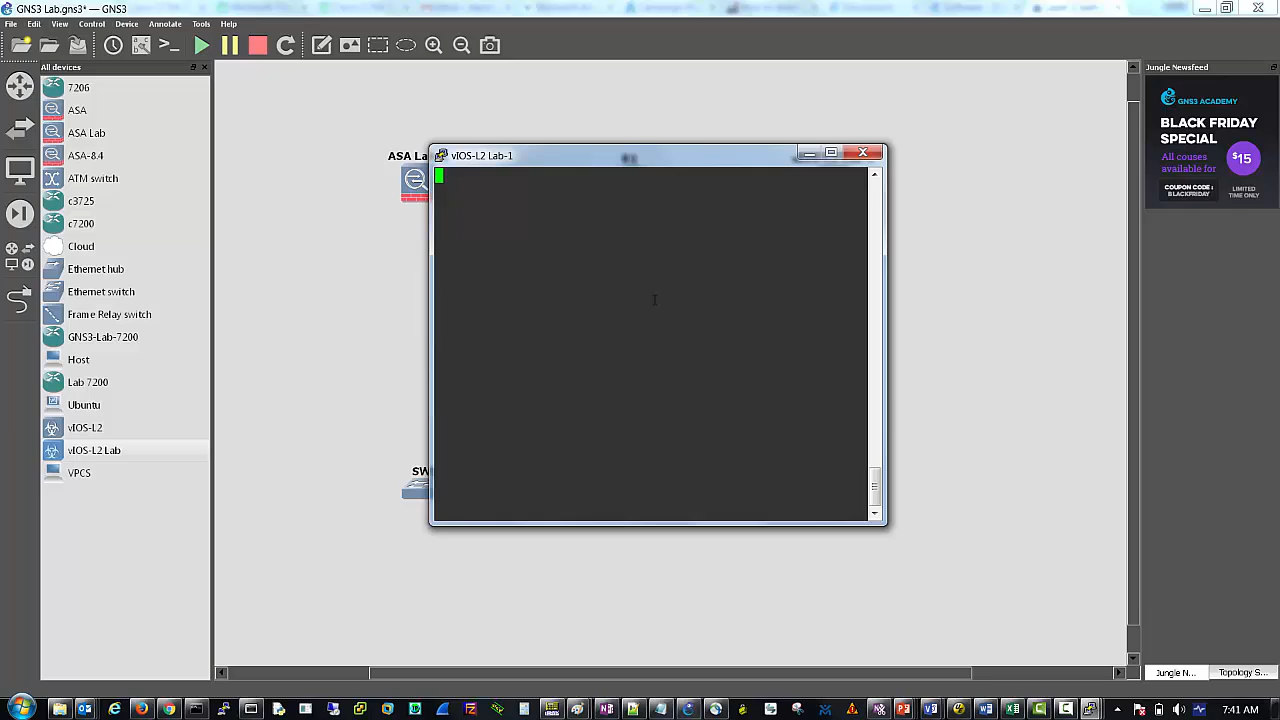 GNS3 Lab.gns3* — GNS3
File Edit View Control Device Annotate Tools Help
All devices
7206
ASA
ASA Lab
ASA-8.4
ATM switch
c3725
c7200
Cloud
Ethernet hub
Ethernet switch
Frame Relay switch
GNS3-Lab-7200
Host
Lab 7200
Ubuntu
vIOS-L2
vIOS-L2 Lab
VPCS
ASA La
SW
vIOS-L2 Lab-1
Jungle Newsfeed
GNS3 ACADEMY
BLACK FRIDAY
SPECIAL
All couses
available for
$15
COUPON CODE:
BLACKFRIDAY
LIMITED
TIME ONLY
Jungle N...
Topology S...
7:41 AM